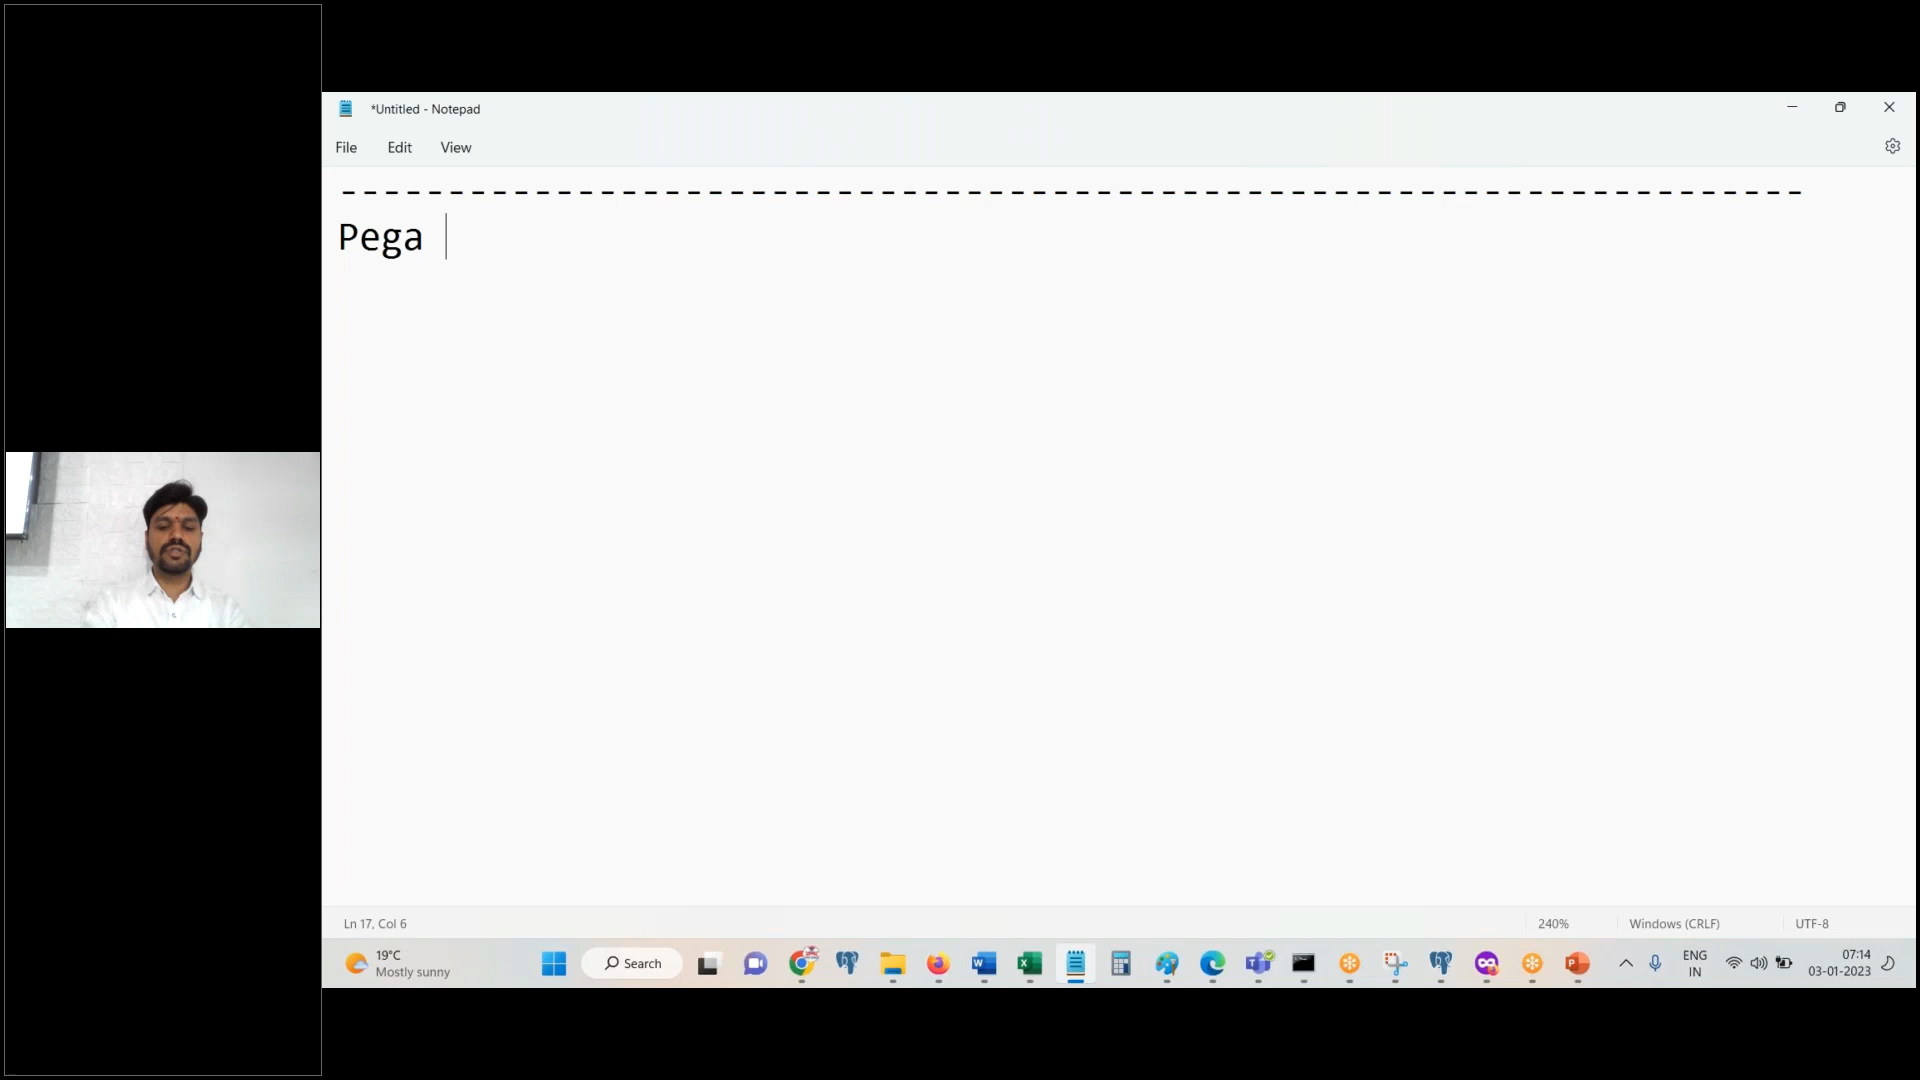 *Untitled - Notepad
File Edit View
--------------------------------------------------------------------
Pega
Ln 17, Col 6 240% Windows (CRLF) UTF-8
19°C
Mostly sunny
Search
ENG
IN
07:14
03-01-2023